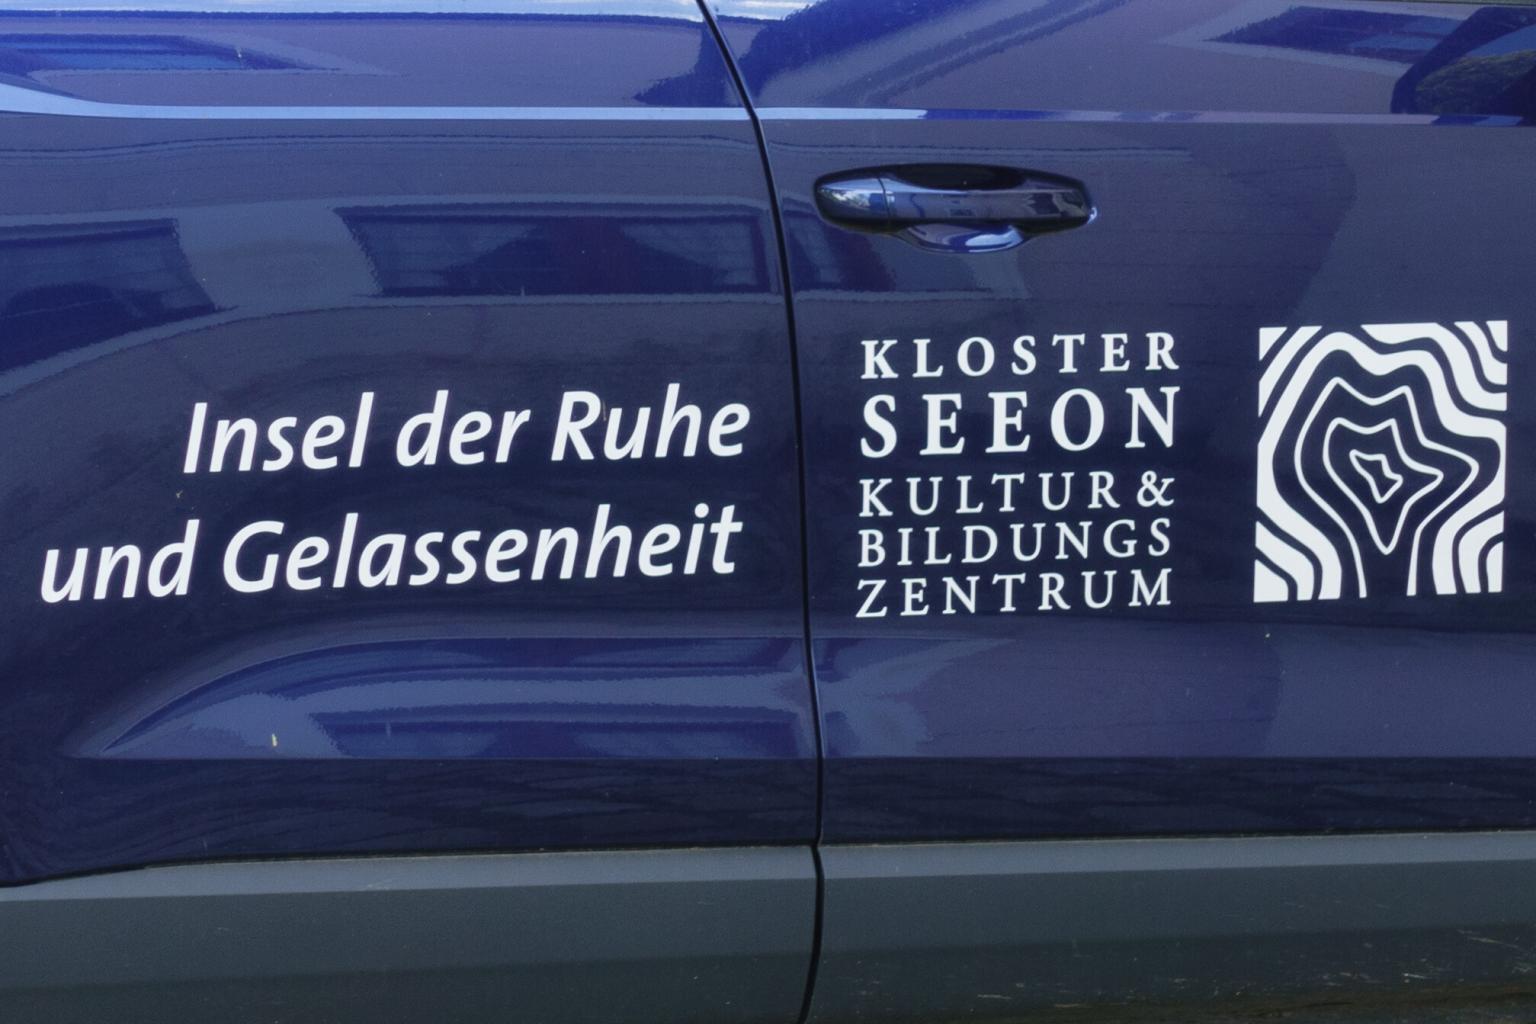 Insel der Ruhe
und Gelassenheit
KLOSTER
SEEON
KULTUR &
BILDUNGS
ZENTRUM